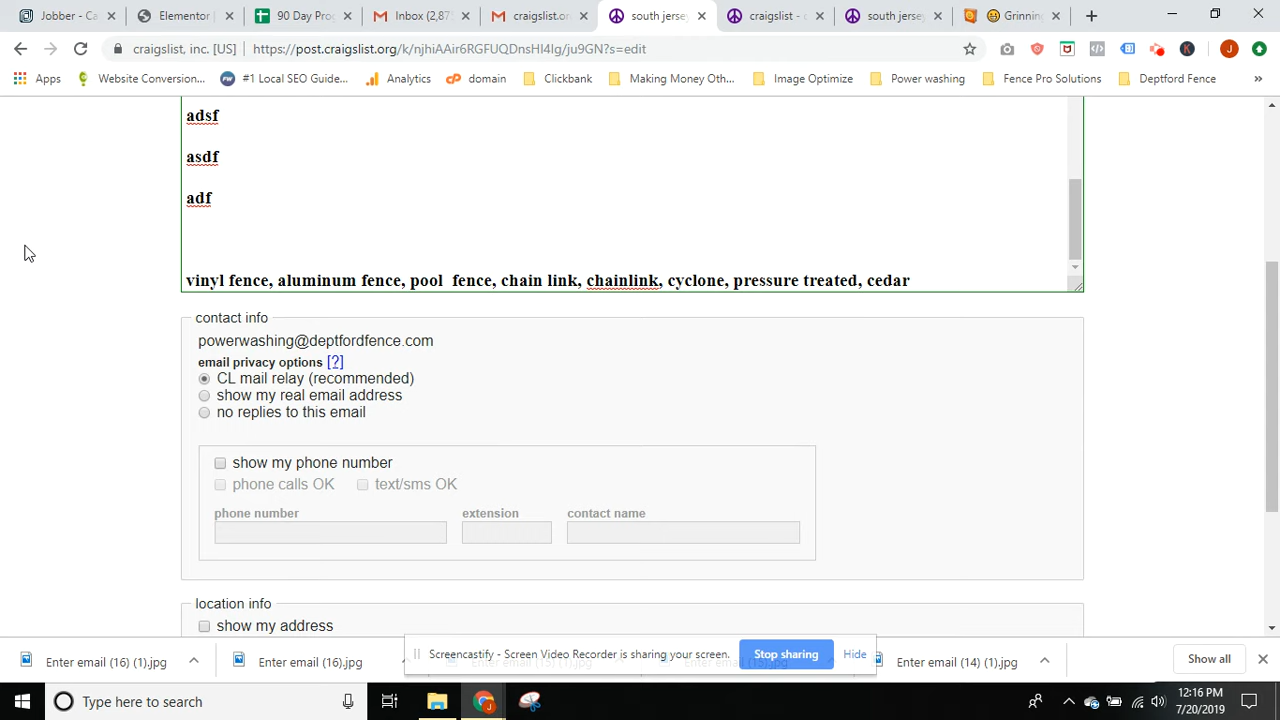 Jobber - Ca
Elementor
90 Day Pro
Inbox (2,87
craigslist.or
south jersey
craigslist - c
south jersey
Grinning
craigslist, inc. [US] https://post.craigslist.org/k/njhiAAir6RGFUQDnsHI4lg/ju9GN?s=edit
Apps Website Conversion... #1 Local SEO Guide... Analytics domain Clickbank Making Money Oth... Image Optimize Power washing Fence Pro Solutions Deptford Fence »
adsf
asdf
adf
vinyl fence, aluminum fence, pool fence, chain link, chainlink, cyclone, pressure treated, cedar
contact info
powerwashing@deptfordfence.com
email privacy options [?]
CL mail relay (recommended)
show my real email address
no replies to this email
show my phone number
phone calls OK text/sms OK
phone number extension contact name
location info
show my address
Screencastify - Screen Video Recorder is sharing your screen. Stop sharing Hide
Enter email (16) (1).jpg Enter email (16).jpg Enter email (14) (1).jpg Show all
Type here to search
12:16 PM
7/20/2019